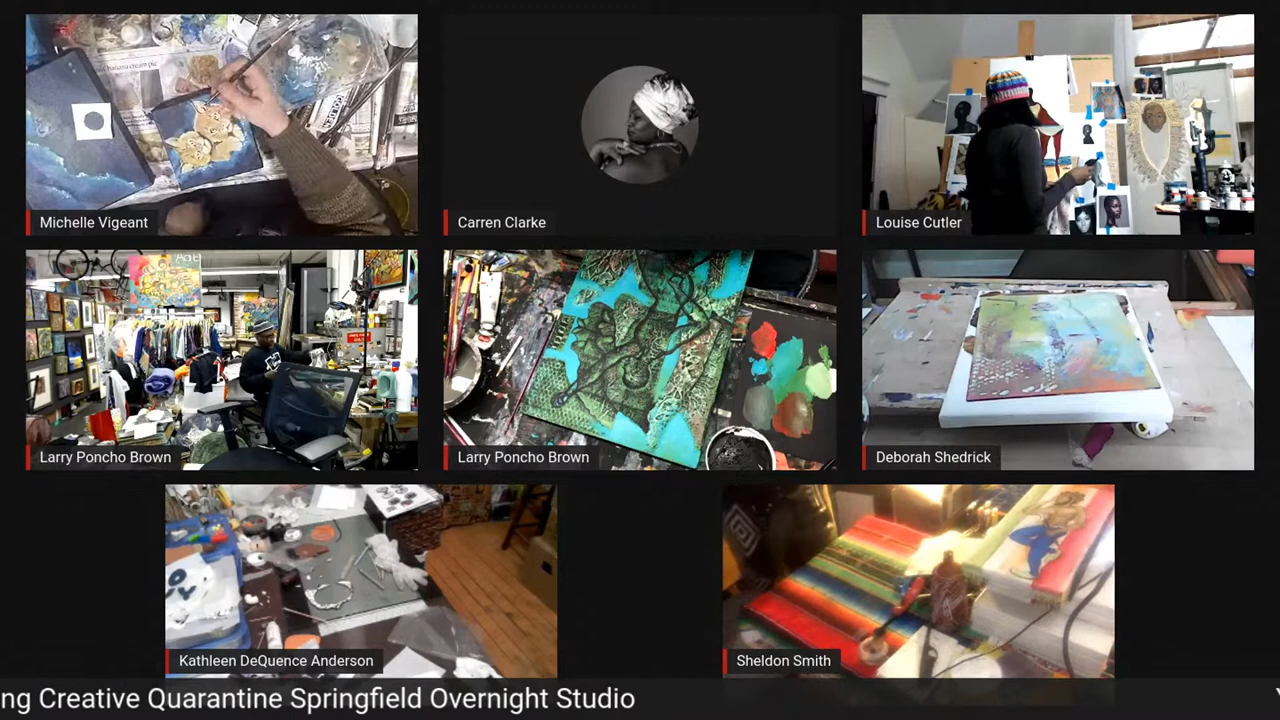 Michelle Vigeant
Carren Clarke
Louise Cutler
Larry Poncho Brown
Larry Poncho Brown
Deborah Shedrick
Kathleen DeQuence Anderson
Sheldon Smith
ng Creative Quarantine Springfield Overnight Studio